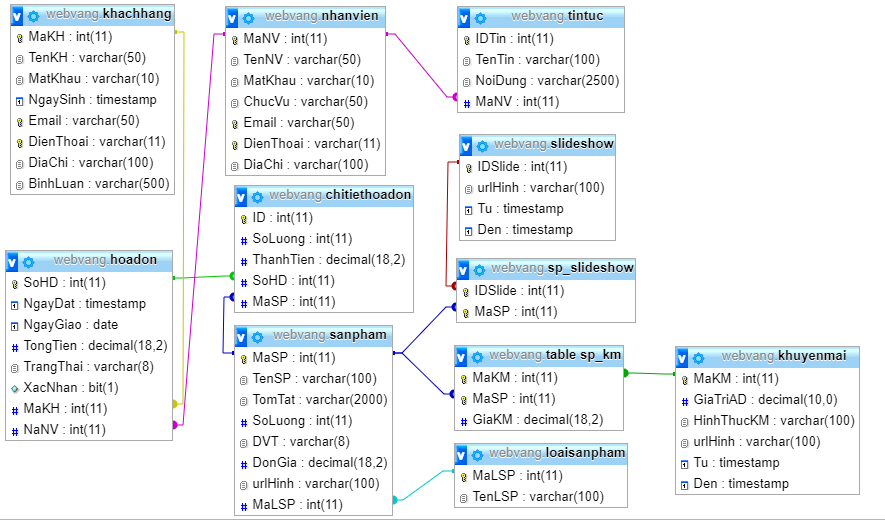 webvang khachhang
MaKH : int(11)
TenKH : varchar(50)
MatKhau : varchar(10)
NgaySinh : timestamp
Email : varchar(50)
DienThoai : varchar(11)
DiaChi : varchar(100)
BinhLuan : varchar(500)
webvang nhanvien
MaNV : int(11)
TenNV : varchar(50)
MatKhau : varchar(10)
ChucVu : varchar(50)
Email : varchar(50)
DienThoai : varchar(11)
DiaChi : varchar(100)
webvang tintuc
IDTin : int(11)
TenTin : varchar(100)
NoiDung : varchar(2500)
MaNV : int(11)
webvang slideshow
IDSlide : int(11)
urlHinh : varchar(100)
Tu : timestamp
Den : timestamp
webvang chitiethoadon
ID : int(11)
SoLuong : int(11)
ThanhTien : decimal(18,2)
SoHD : int(11)
MaSP : int(11)
webvang hoadon
SoHD : int(11)
NgayDat : timestamp
NgayGiao : date
TongTien : decimal(18,2)
TrangThai : varchar(8)
XacNhan : bit(1)
MaKH : int(11)
NaNV : int(11)
webvang sp_slideshow
IDSlide : int(11)
MaSP : int(11)
webvang sanpham
MaSP : int(11)
TenSP : varchar(100)
TomTat : varchar(2000)
SoLuong : int(11)
DVT : varchar(8)
DonGia : decimal(18,2)
urlHinh : varchar(100)
MaLSP : int(11)
webvang table sp_km
MaKM : int(11)
MaSP : int(11)
GiaKM : decimal(18,2)
webvang khuyenmai
MaKM : int(11)
GiaTriAD : decimal(10,0)
HinhThucKM : varchar(100)
urlHinh : varchar(100)
Tu : timestamp
Den : timestamp
webvang loaisanpham
MaLSP : int(11)
TenLSP : varchar(100)